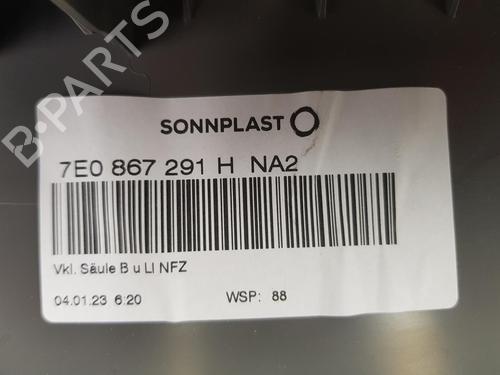 B-PARTS
SONNPLAST
7E0 867 291 H NA2
Vkl. Säule B u LI NFZ
04.01.23 6:20 WSP: 88